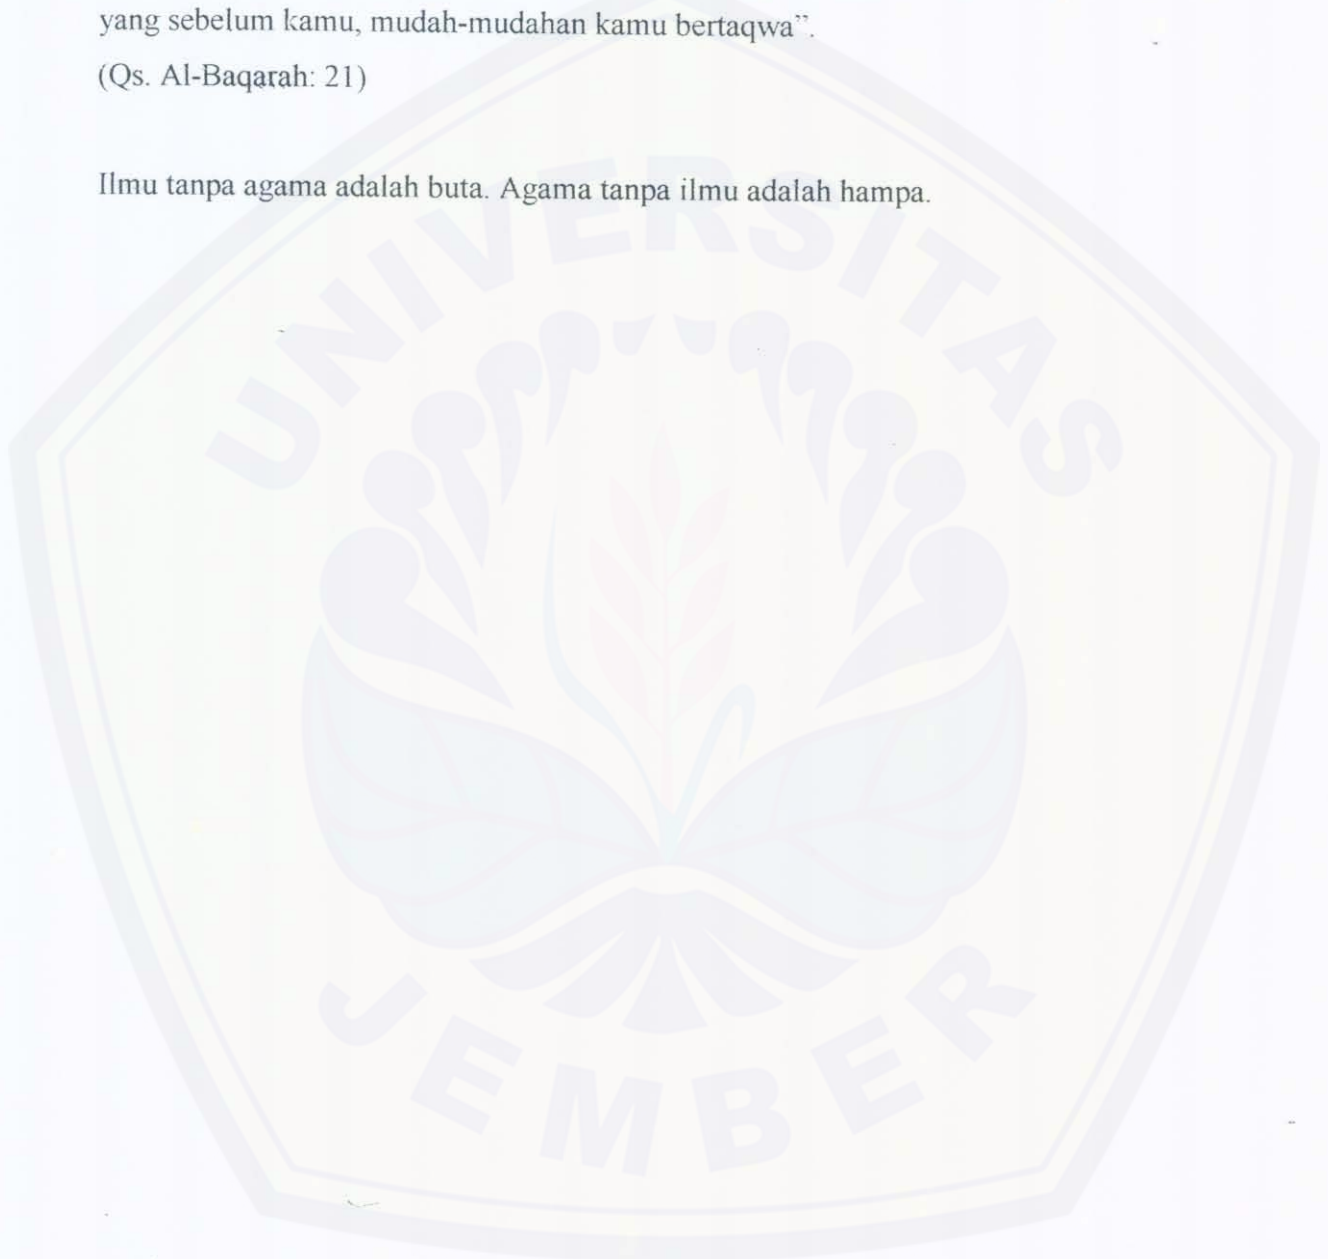 yang sebelum kamu, mudah-mudahan kamu bertaqwa”.
(Qs. Al-Baqarah: 21)
Ilmu tanpa agama adalah buta. Agama tanpa ilmu adalah hampa.
UNIVERSITAS
JEMBER